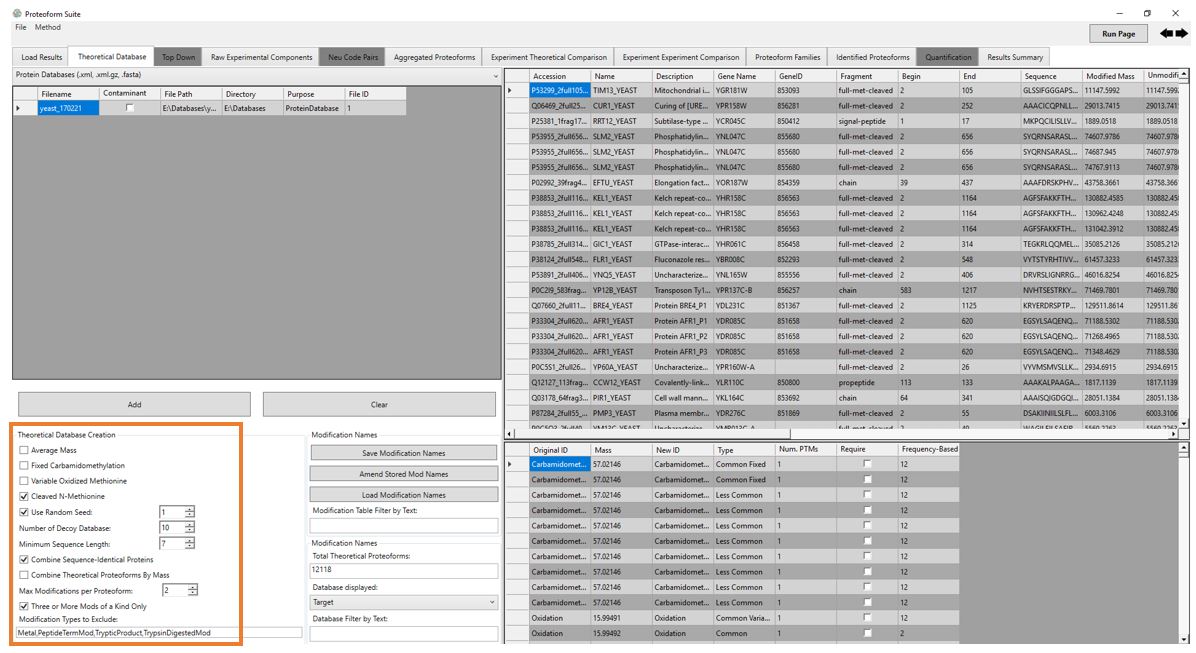 Proteoform Suite
File Method
Run Page
Load Results Theoretical Database Top Down Raw Experimental Components Neu Code Pairs Aggregated Proteoforms Experiment Theoretical Comparison Experiment Experiment Comparison Proteoform Families Identified Proteoforms Quantification Results Summary
Protein Databases (.xml, .xml.gz, .fasta)
Filename Contaminant File Path Directory Purpose File ID
yeast_170221 E:\Databases\y... E:\Databases ProteinDatabase 1
Accession Name Description Gene Name GeneID Fragment Begin End Sequence Modified Mass Unmodifi...
P53299_2full105... TIM13_YEAST Mitochondrial i... YGR181W 853093 full-met-cleaved 2 105 GLSSIFGGGAPS... 11147.5992 11147.599
Q06469_2full25... CUR1_YEAST Curing of [URE... YPR158W 856281 full-met-cleaved 2 252 AAACICQPNLL... 29013.7415 29013.741
P25381_1frag17... RRT12_YEAST Subtilase-type ... YCR045C 850412 signal-peptide 1 17 MKPQCILISLLV... 1889.0518 1889.0518
P53955_2full656... SLM2_YEAST Phosphatidylin... YNL047C 855680 full-met-cleaved 2 656 SYQRNSARASL... 74607.9786 74607.978
P53955_2full656... SLM2_YEAST Phosphatidylin... YNL047C 855680 full-met-cleaved 2 656 SYQRNSARASL... 74687.945 74607.978
P53955_2full656... SLM2_YEAST Phosphatidylin... YNL047C 855680 full-met-cleaved 2 656 SYQRNSARASL... 74767.9113 74607.978
P02992_39frag4... EFTU_YEAST Elongation fact... YOR187W 854359 chain 39 437 AAAFDRSKPHV... 43758.3661 43758.366
P38853_2full116... KEL1_YEAST Kelch repeat-co... YHR158C 856563 full-met-cleaved 2 1164 AGFSFAKKFTH... 130882.4585 130882.45
P38853_2full116... KEL1_YEAST Kelch repeat-co... YHR158C 856563 full-met-cleaved 2 1164 AGFSFAKKFTH... 130962.4248 130882.45
P38853_2full116... KEL1_YEAST Kelch repeat-co... YHR158C 856563 full-met-cleaved 2 1164 AGFSFAKKFTH... 131042.3912 130882.45
P38785_2full314... GIC1_YEAST GTPase-interac... YHR061C 856458 full-met-cleaved 2 314 TEGKRLQQMEL... 35085.2126 35085.212
P38124_2full548... FLR1_YEAST Fluconazole res... YBR008C 852293 full-met-cleaved 2 548 VYTSTYRHTIVV... 61457.3233 61457.323
P53891_2full406... YNQ5_YEAST Uncharacterize... YNL165W 855556 full-met-cleaved 2 406 DRVRSLIGNRRG... 46016.8254 46016.825
P0C2I9_583frag... YP12B_YEAST Transposon Ty1... YPR137C-B 856257 chain 583 1217 NVHTSESTRKY... 71469.7801 71469.780
Q07660_2full11... BRE4_YEAST Protein BRE4_P1 YDL231C 851367 full-met-cleaved 2 1125 KRYERDRSPTP... 129511.8614 129511.86
P33304_2full620... AFR1_YEAST Protein AFR1_P1 YDR085C 851658 full-met-cleaved 2 620 EGSYLSAQENQ... 71188.5302 71188.530
P33304_2full620... AFR1_YEAST Protein AFR1_P2 YDR085C 851658 full-met-cleaved 2 620 EGSYLSAQENQ... 71268.4965 71188.530
P33304_2full620... AFR1_YEAST Protein AFR1_P3 YDR085C 851658 full-met-cleaved 2 620 EGSYLSAQENQ... 71348.4629 71188.530
P0C5S1_2full26... YP60A_YEAST Uncharacterize... YPR160W-A full-met-cleaved 2 26 VYVMSMVSLLK... 2934.6915 2934.6915
Q12127_113frag... CCW12_YEAST Covalently-link... YLR110C 850800 propeptide 113 133 AAAKALPAAGA... 1817.1139 1817.1139
Q03178_64frag3... PIR1_YEAST Cell wall mann... YKL164C 853692 chain 64 341 AAAISQIGDGQI... 28051.1384 28051.138
P87284_2full55_... PMP3_YEAST Plasma membr... YDR276C 851869 full-met-cleaved 2 55 DSAKIINIILSLFL... 6003.3106 6003.3106
Add
Clear
Theoretical Database Creation
Average Mass
Fixed Carbamidomethylation
Variable Oxidized Methionine
Cleaved N-Methionine
Use Random Seed: 1
Number of Decoy Database: 10
Minimum Sequence Length: 7
Combine Sequence-Identical Proteins
Combine Theoretical Proteoforms By Mass
Max Modifications per Proteoform: 2
Three or More Mods of a Kind Only
Modification Types to Exclude:
Metal,PeptideTermMod,TrypticProduct,TrypsinDigestedMod
Modification Names
Save Modification Names
Amend Stored Mod Names
Load Modification Names
Modification Table Filter by Text:
Modification Names
Total Theoretical Proteoforms:
12118
Database displayed:
Target
Database Filter by Text:
Original ID Mass New ID Type Num. PTMs Require Frequency-Based
Carbamidomet... 57.02146 Carbamidomet... Common Fixed 1 12
Carbamidomet... 57.02146 Carbamidomet... Common Fixed 1 12
Carbamidomet... 57.02146 Carbamidomet... Less Common 1 12
Carbamidomet... 57.02146 Carbamidomet... Less Common 1 12
Carbamidomet... 57.02146 Carbamidomet... Less Common 1 12
Carbamidomet... 57.02146 Carbamidomet... Less Common 1 12
Carbamidomet... 57.02146 Carbamidomet... Less Common 1 12
Carbamidomet... 57.02146 Carbamidomet... Less Common 1 12
Carbamidomet... 57.02146 Carbamidomet... Less Common 1 12
Carbamidomet... 57.02146 Carbamidomet... Less Common 1 12
Oxidation 15.99491 Oxidation Common Varia... 1 12
Oxidation 15.99492 Oxidation Common 1 2